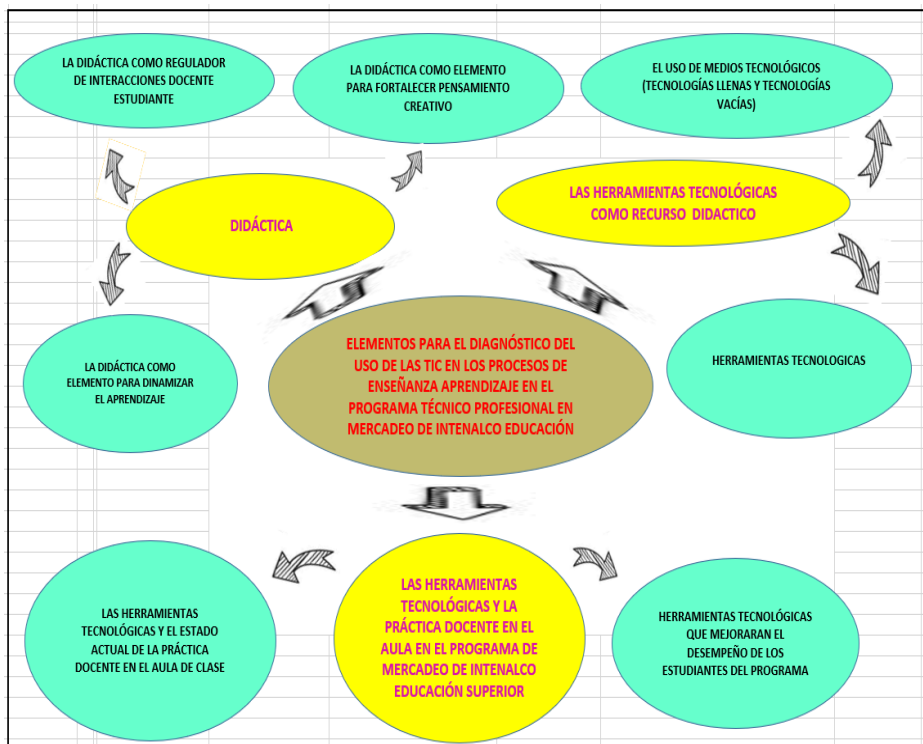 LA DIDÁCTICA COMO REGULADOR
DE INTERACCIONES DOCENTE
ESTUDIANTE
LA DIDÁCTICA COMO ELEMENTO
PARA FORTALECER PENSAMIENTO
CREATIVO
EL USO DE MEDIOS TECNOLÓGICOS
(TECNOLOGÍAS LLENAS Y TECNOLOGÍAS
VACÍAS)
DIDÁCTICA
LAS HERRAMIENTAS TECNOLÓGICAS
COMO RECURSO DIDACTICO
LA DIDÁCTICA COMO
ELEMENTO PARA DINAMIZAR
EL APRENDIZAJE
ELEMENTOS PARA EL DIAGNÓSTICO DEL
USO DE LAS TIC EN LOS PROCESOS DE
ENSEÑANZA APRENDIZAJE EN EL
PROGRAMA TÉCNICO PROFESIONAL EN
MERCADEO DE INTENALCO EDUCACIÓN
HERRAMIENTAS TECNOLOGICAS
LAS HERRAMIENTAS
TECNOLÓGICAS Y EL ESTADO
ACTUAL DE LA PRÁCTICA
DOCENTE EN EL AULA DE CLASE
LAS HERRAMIENTAS
TECNOLÓGICAS Y LA
PRÁCTICA DOCENTE EN EL
AULA EN EL PROGRAMA DE
MERCADEO DE INTENALCO
EDUCACIÓN SUPERIOR
HERRAMIENTAS TECNOLÓGICAS
QUE MEJORARAN EL
DESEMPEÑO DE LOS
ESTUDIANTES DEL PROGRAMA